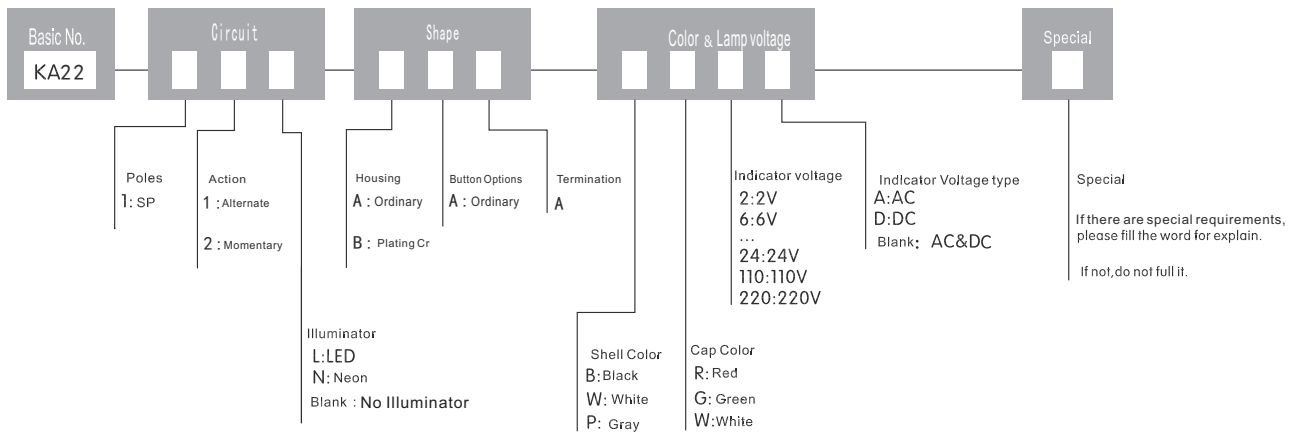 Basic No.
KA22
Circuit
Shape
Color & Lamp voltage
Special
Poles
1: SP
Action
1 : Alternate
2 : Momentary
Illuminator
L:LED
N: Neon
Blank : No Illuminator
Housing
A : Ordinary
B : Plating Cr
Button Options
A : Ordinary
Termination
A
Shell Color
B:Black
W: White
P: Gray
Cap Color
R: Red
G: Green
W:White
Indicator voltage
2:2V
6:6V
...
24:24V
110:110V
220:220V
Indicator Voltage type
A:AC
D:DC
Blank: AC&DC
Special
If there are special requirements,
please fill the word for explain.
If not,do not full it.